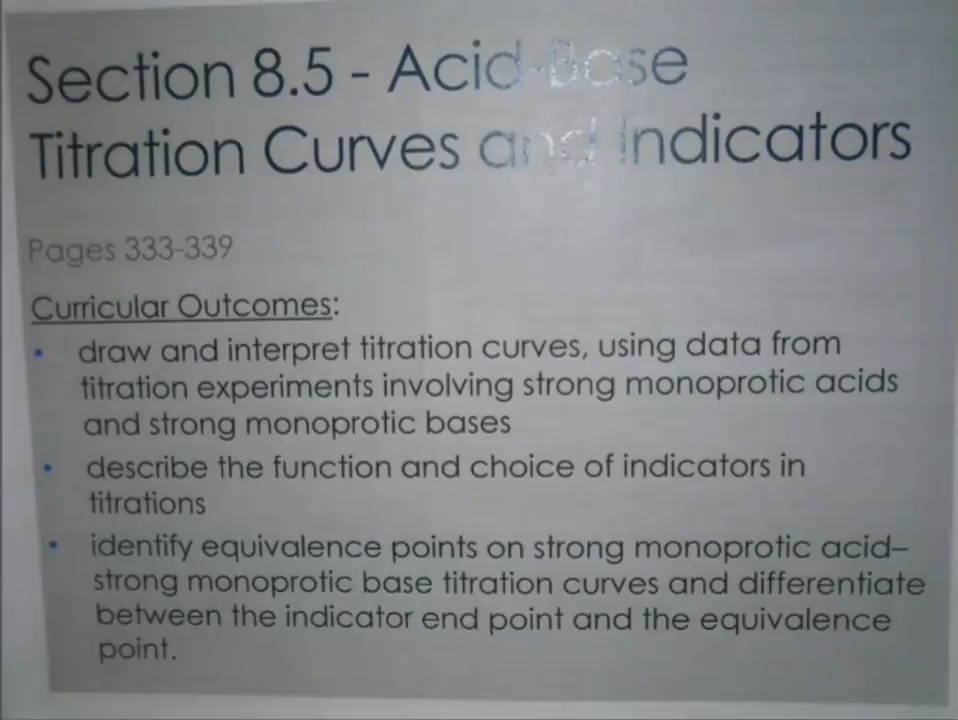 Section 8.5 - Acid-Base
Titration Curves and Indicators
Pages 333-339
Curricular Outcomes:
• draw and interpret titration curves, using data from
titration experiments involving strong monoprotic acids
and strong monoprotic bases
• describe the function and choice of indicators in
titrations
• identify equivalence points on strong monoprotic acid–
strong monoprotic base titration curves and differentiate
between the indicator end point and the equivalence
point.